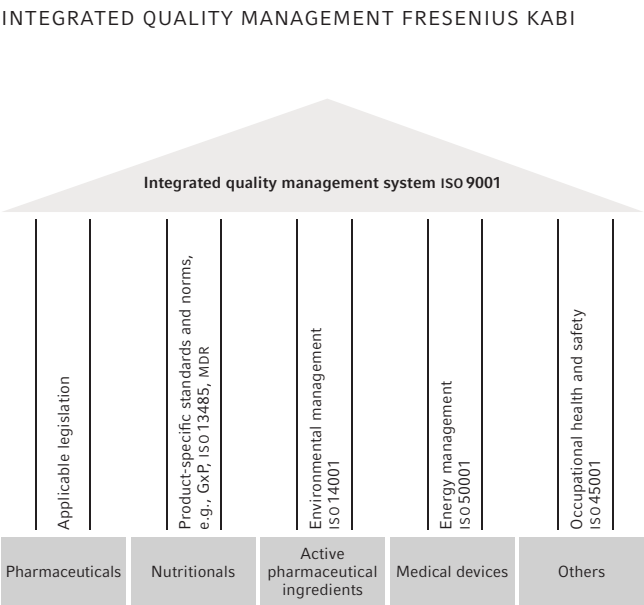 INTEGRATED QUALITY MANAGEMENT FRESENIUS KABI
Integrated quality management system ISO 9001
Applicable legislation
Product-specific standards and norms,
e.g., GxP, ISO 13485, MDR
Environmental management
ISO 14001
Energy management
ISO 50001
Occupational health and safety
ISO 45001
Pharmaceuticals
Nutritionals
Active
pharmaceutical
ingredients
Medical devices
Others